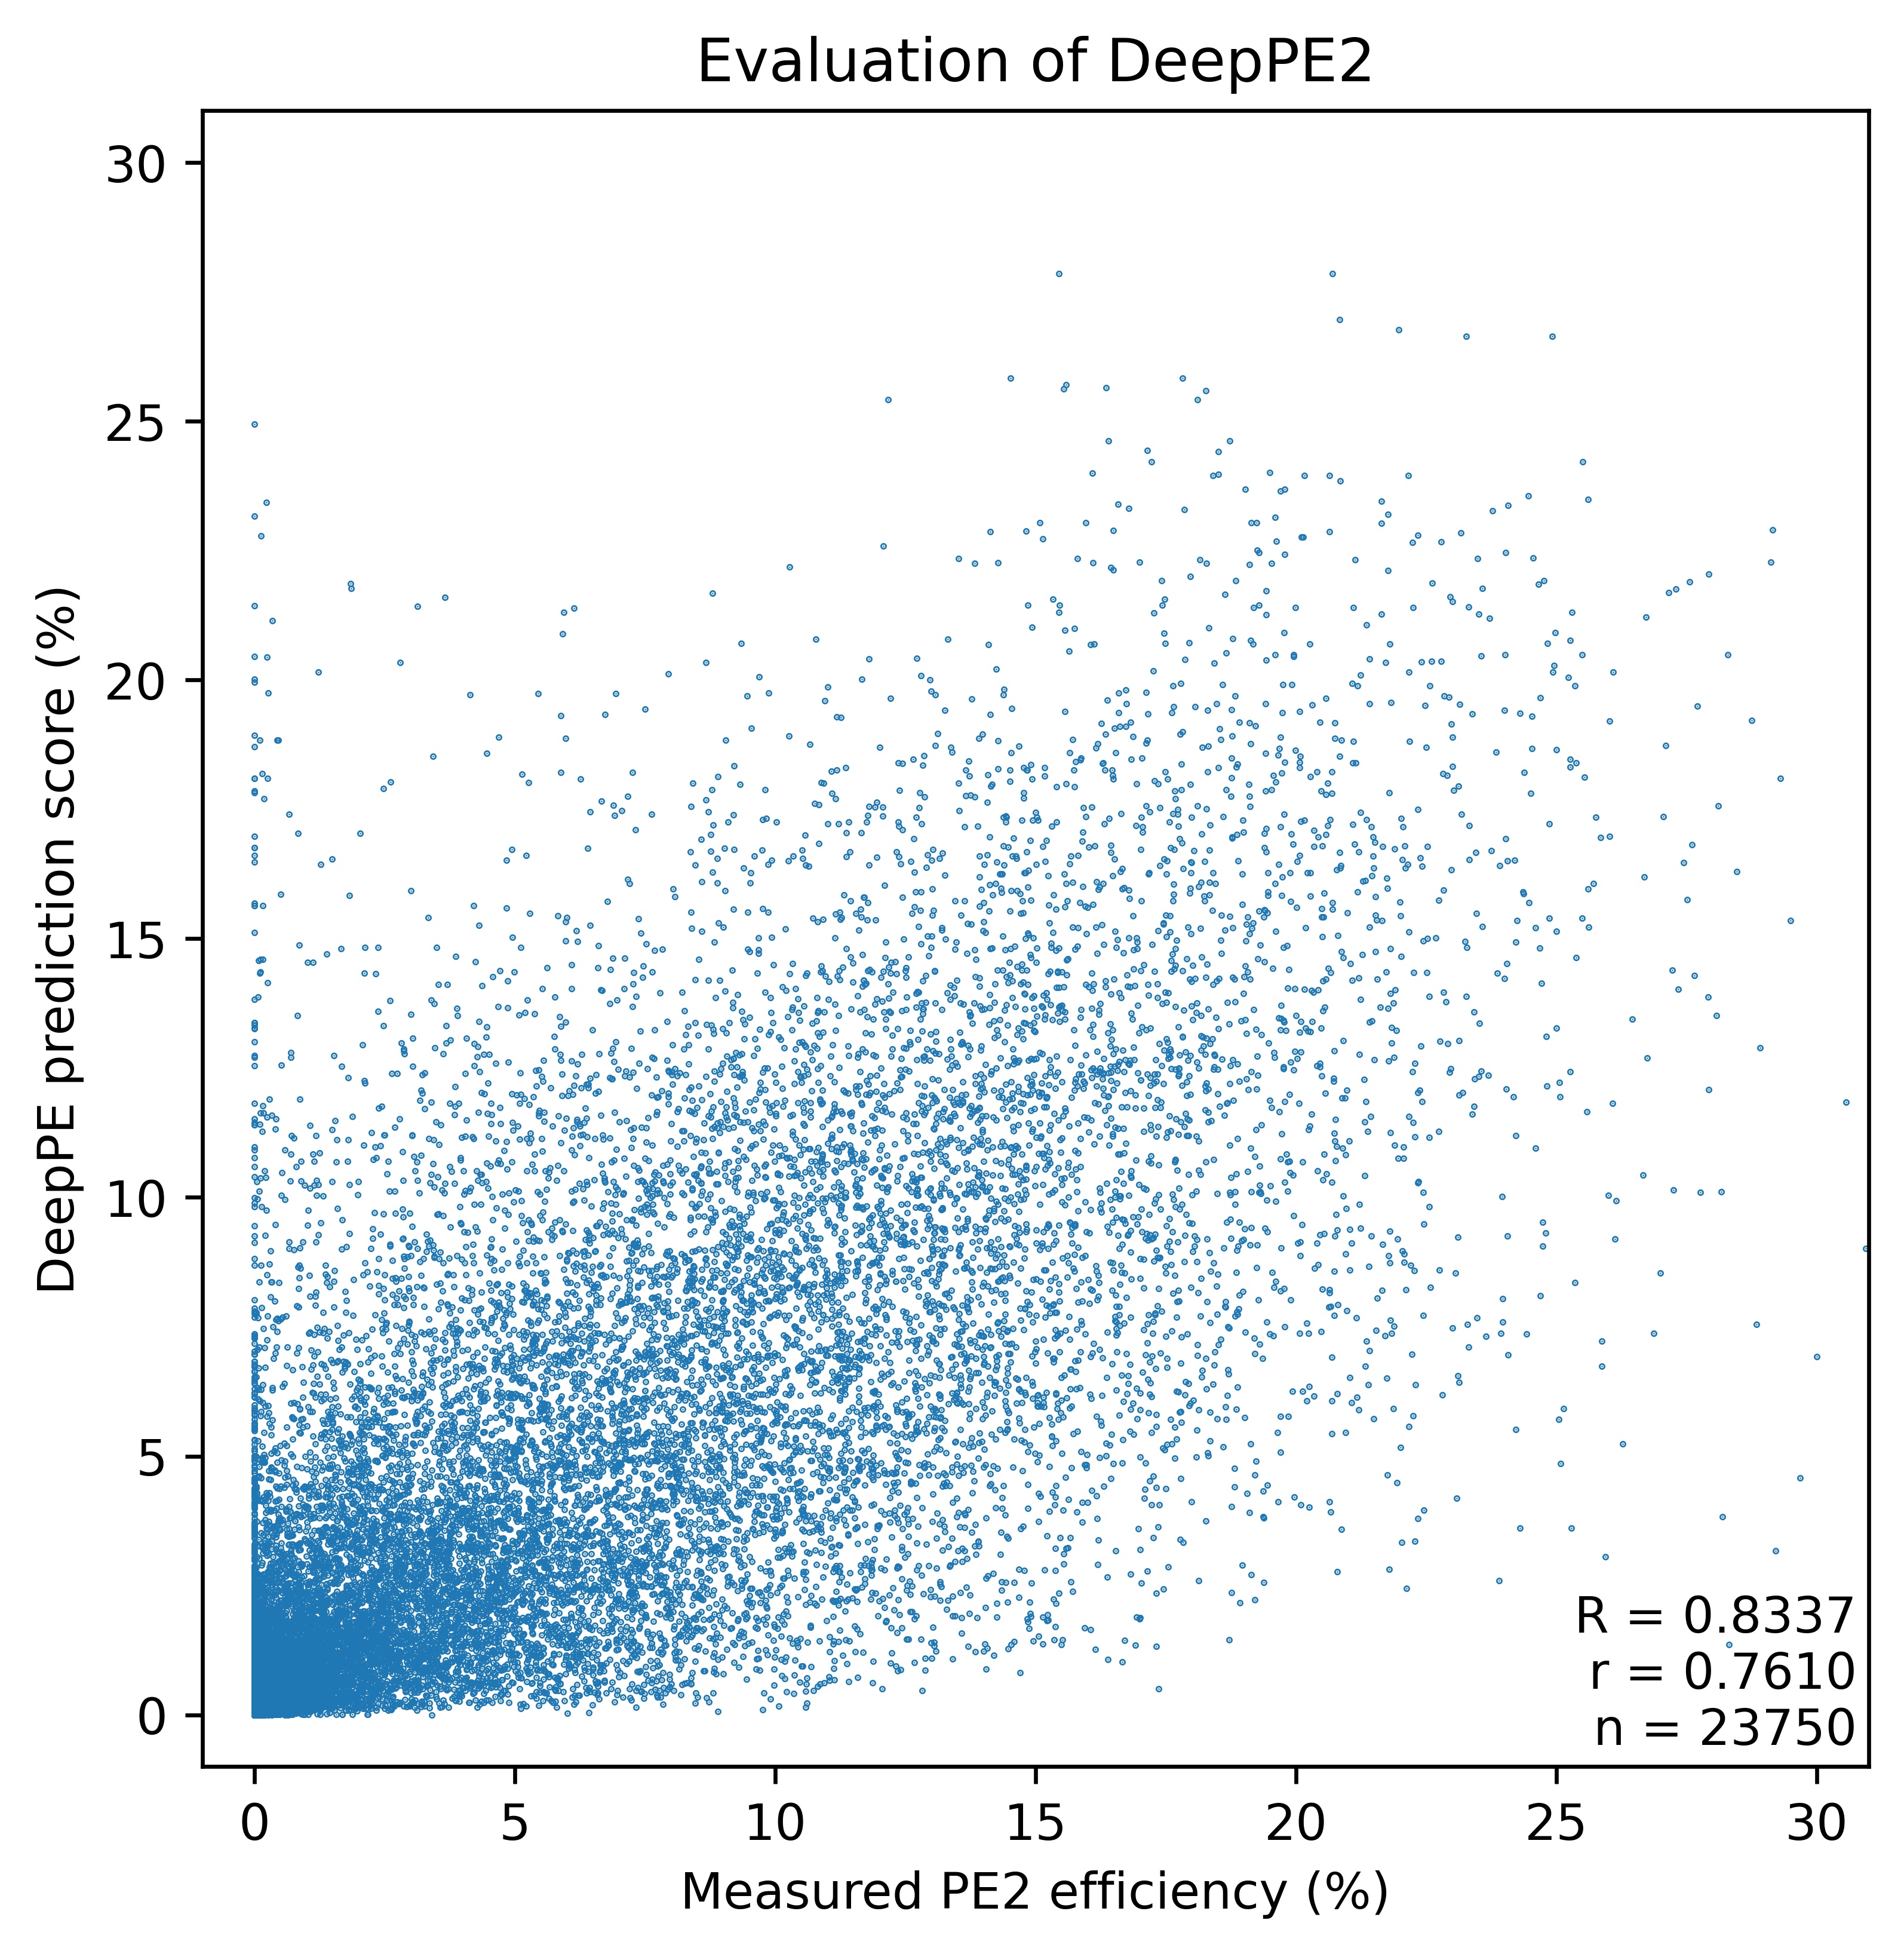 Evaluation of DeepPE2
DeepPE prediction score (%)
30
25
20
15
10
5
0
R = 0.8337
r = 0.7610
n = 23750
0 5 10 15 20 25 30
Measured PE2 efficiency (%)